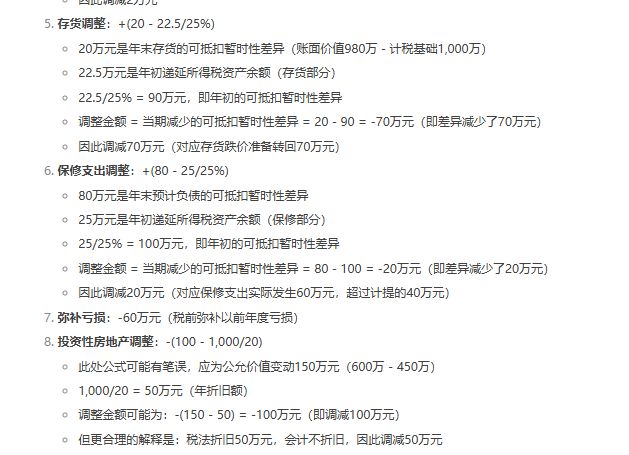 因此调减2万元
5. 存货调整：+(20 - 22.5/25%)
20万元是年末存货的可抵扣暂时性差异（账面价值980万 - 计税基础1,000万）
22.5万元是年初递延所得税资产余额（存货部分）
22.5/25% = 90万元，即年初的可抵扣暂时性差异
调整金额 = 当期减少的可抵扣暂时性差异 = 20 - 90 = -70万元（即差异减少了70万元）
因此调减70万元（对应存货跌价准备转回70万元）
6. 保修支出调整：+(80 - 25/25%)
80万元是年末预计负债的可抵扣暂时性差异
25万元是年初递延所得税资产余额（保修部分）
25/25% = 100万元，即年初的可抵扣暂时性差异
调整金额 = 当期减少的可抵扣暂时性差异 = 80 - 100 = -20万元（即差异减少了20万元）
因此调减20万元（对应保修支出实际发生60万元，超过计提的40万元）
7. 弥补亏损：-60万元（税前弥补以前年度亏损）
8. 投资性房地产调整：-(100 - 1,000/20)
此处公式可能有笔误，应为公允价值变动150万元（600万 - 450万）
1,000/20 = 50万元（年折旧额）
调整金额可能为：-(150 - 50) = -100万元（即调减100万元）
但更合理的解释是：税法折旧50万元，会计不折旧，因此调减50万元